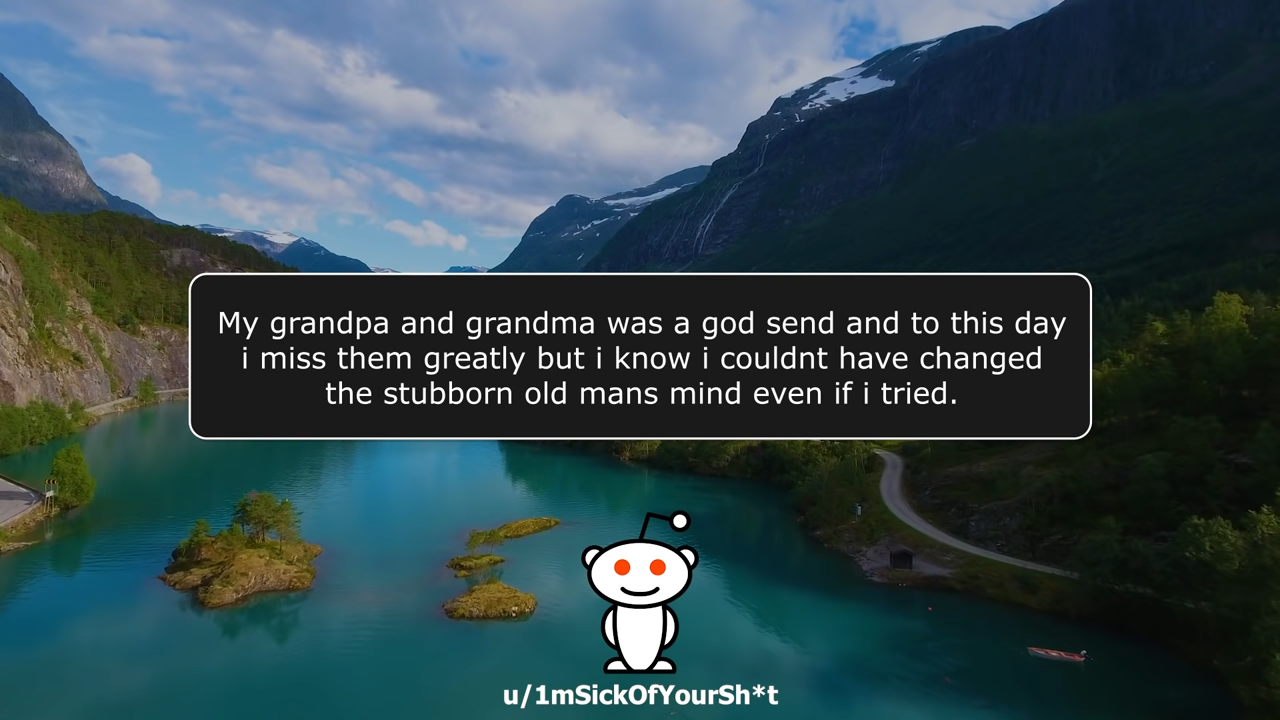 My grandpa and grandma was a god send and to this day
i miss them greatly but i know i couldnt have changed
the stubborn old mans mind even if i tried.
u/1mSickOfYourSh*t